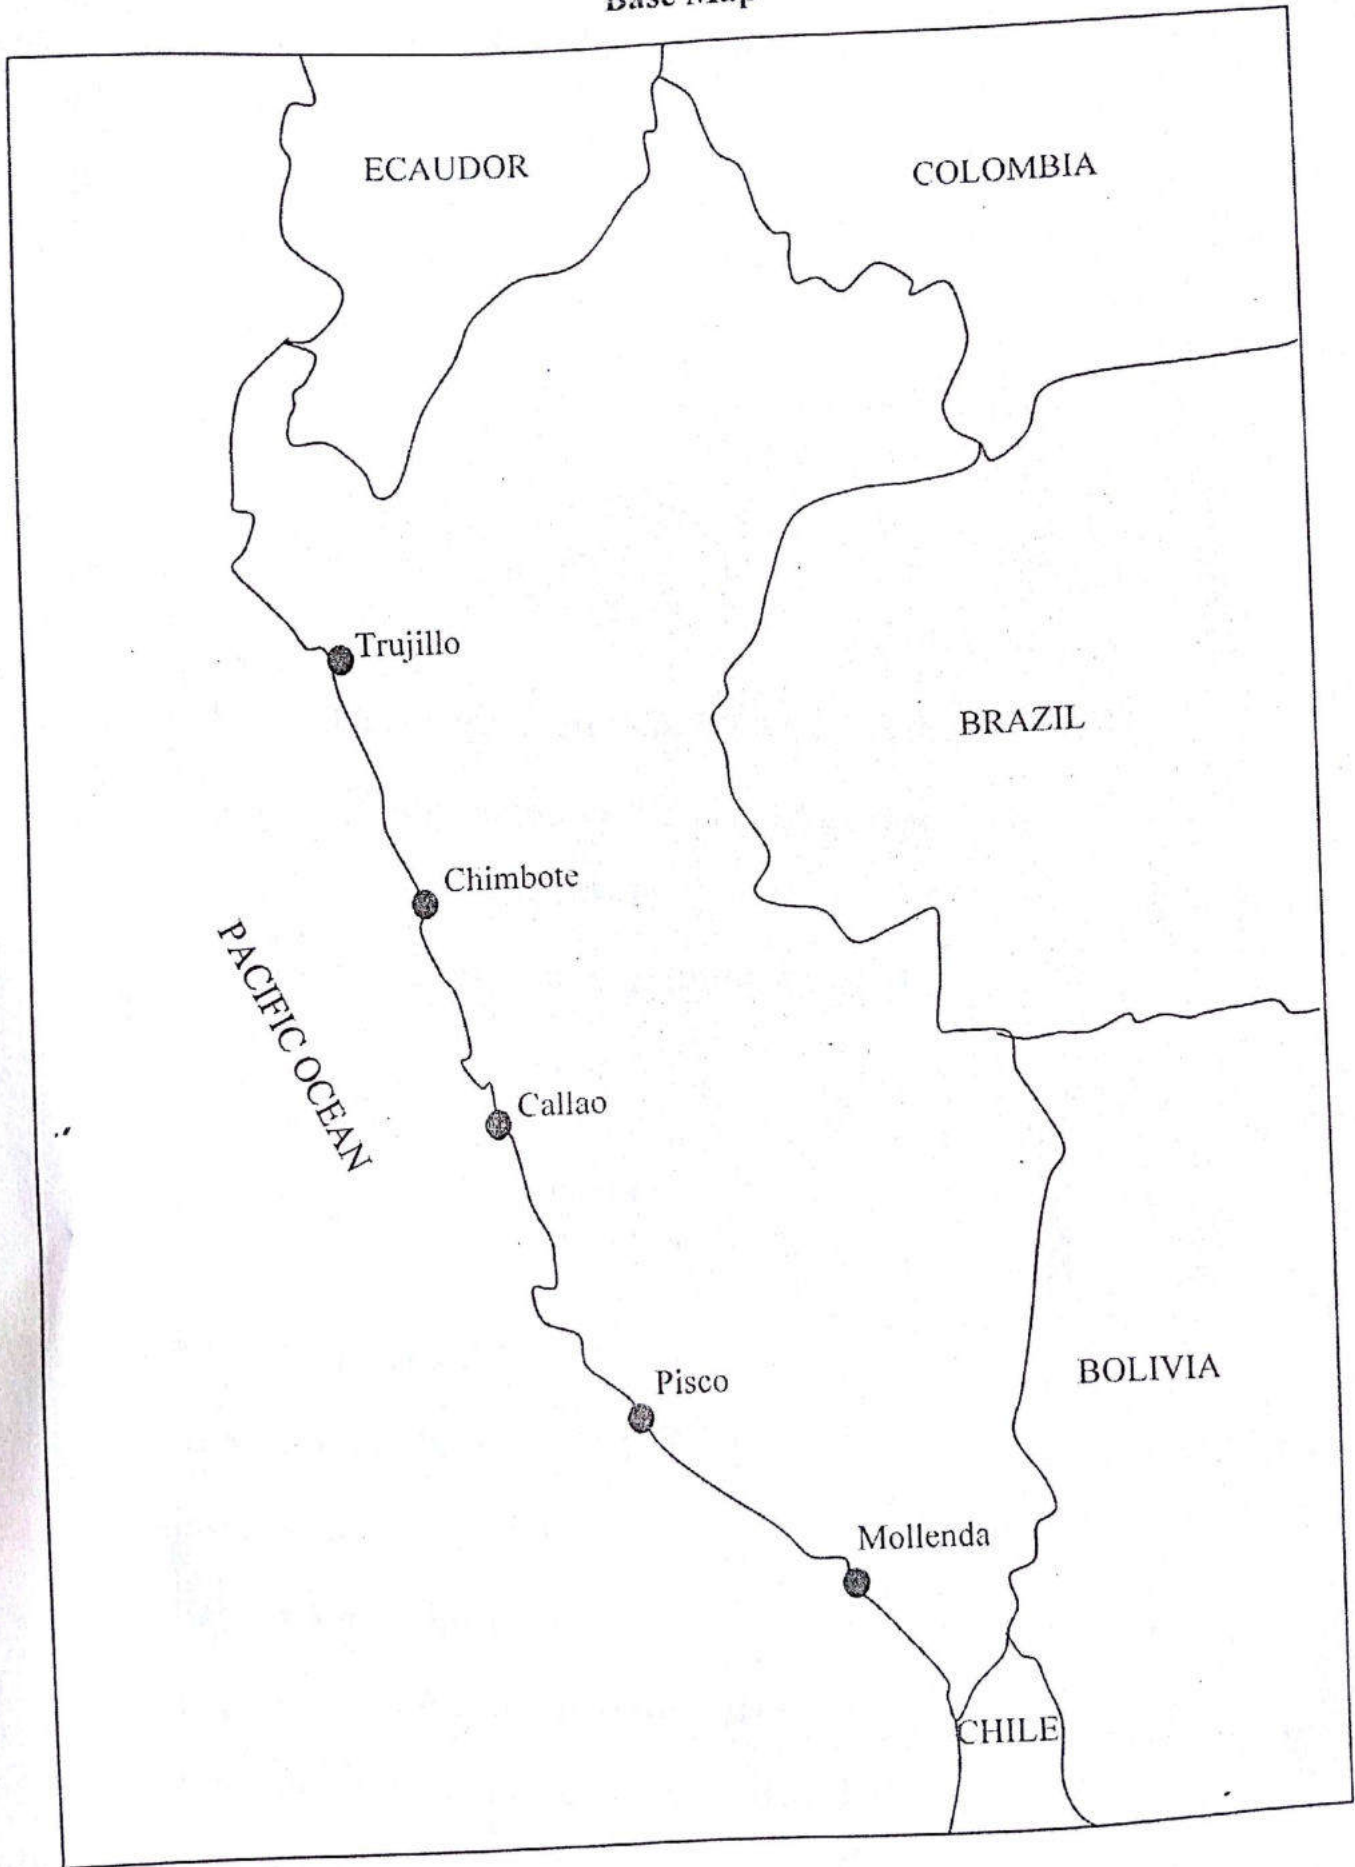 Base Map
ECAUDOR
COLOMBIA
Trujillo
BRAZIL
Chimbote
PACIFIC OCEAN
Callao
Pisco
BOLIVIA
Mollenda
CHILE